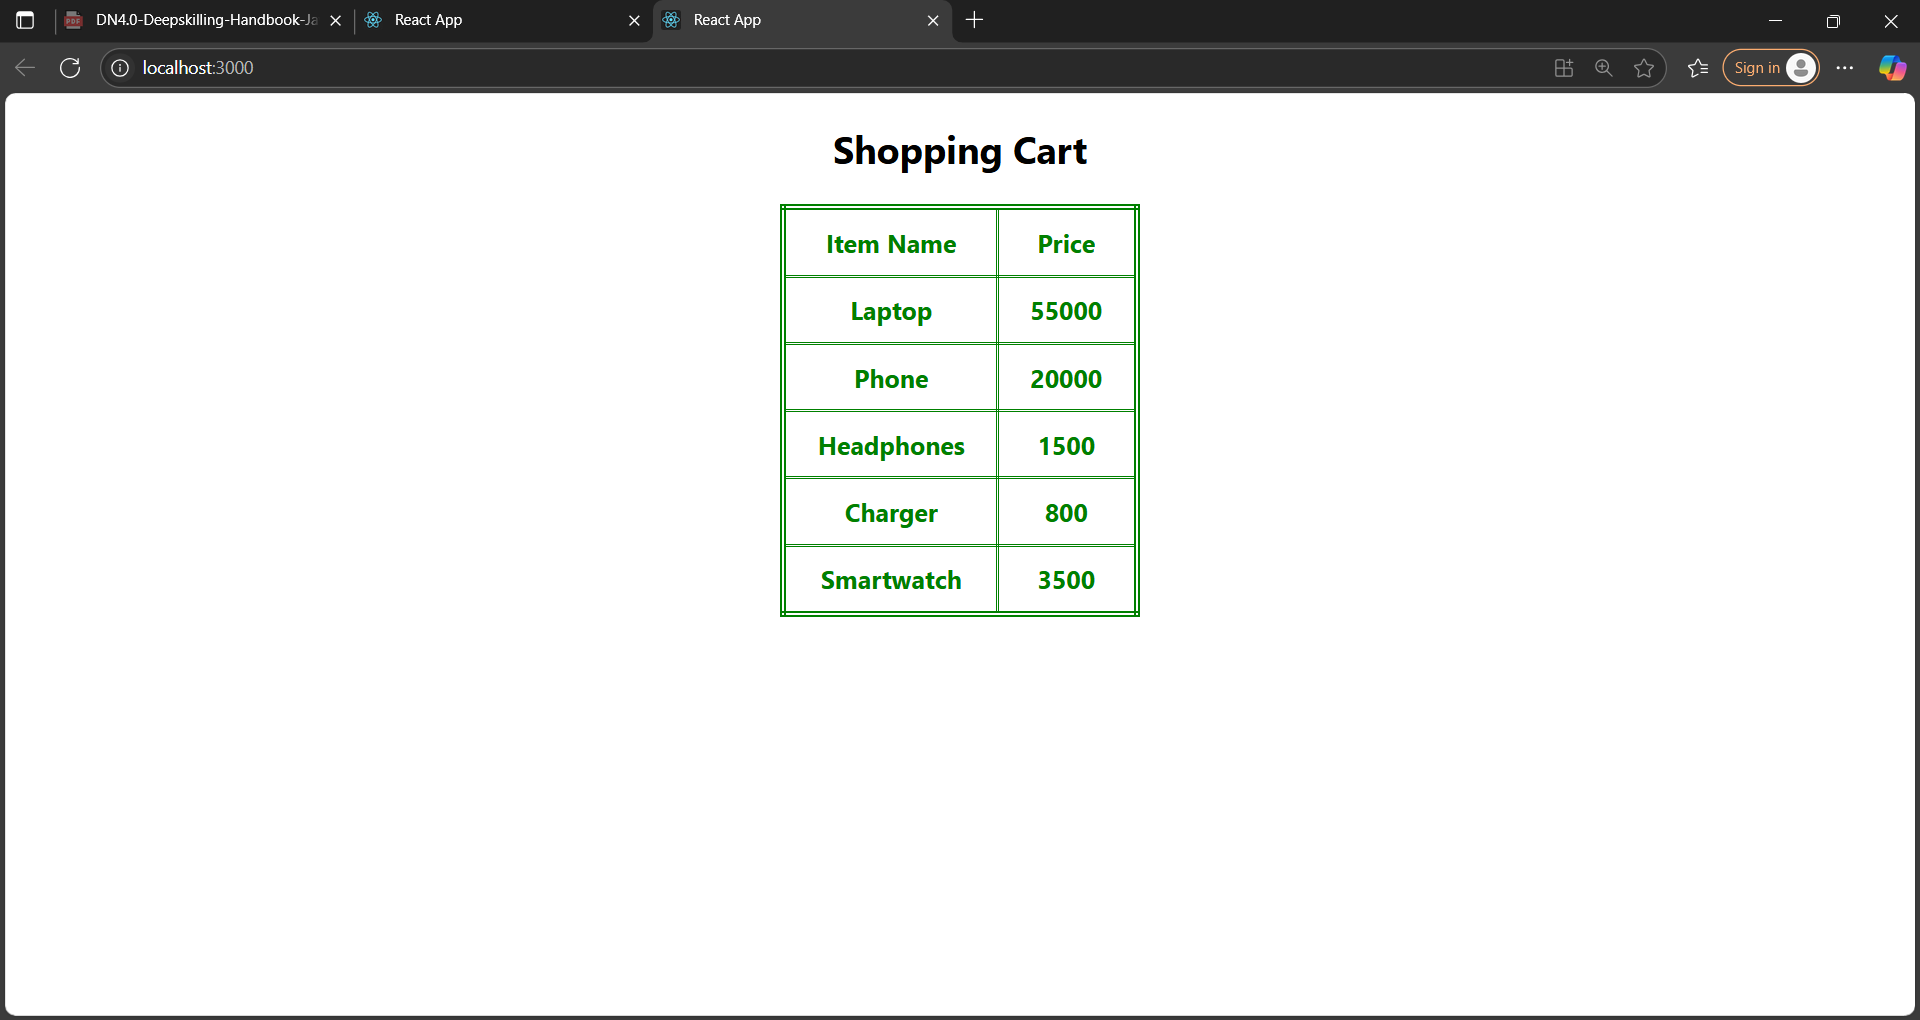 DN4.0-Deepskilling-Handbook-Ja
React App
React App
localhost:3000
Sign in
Shopping Cart
Item Name Price
Laptop 55000
Phone 20000
Headphones 1500
Charger 800
Smartwatch 3500